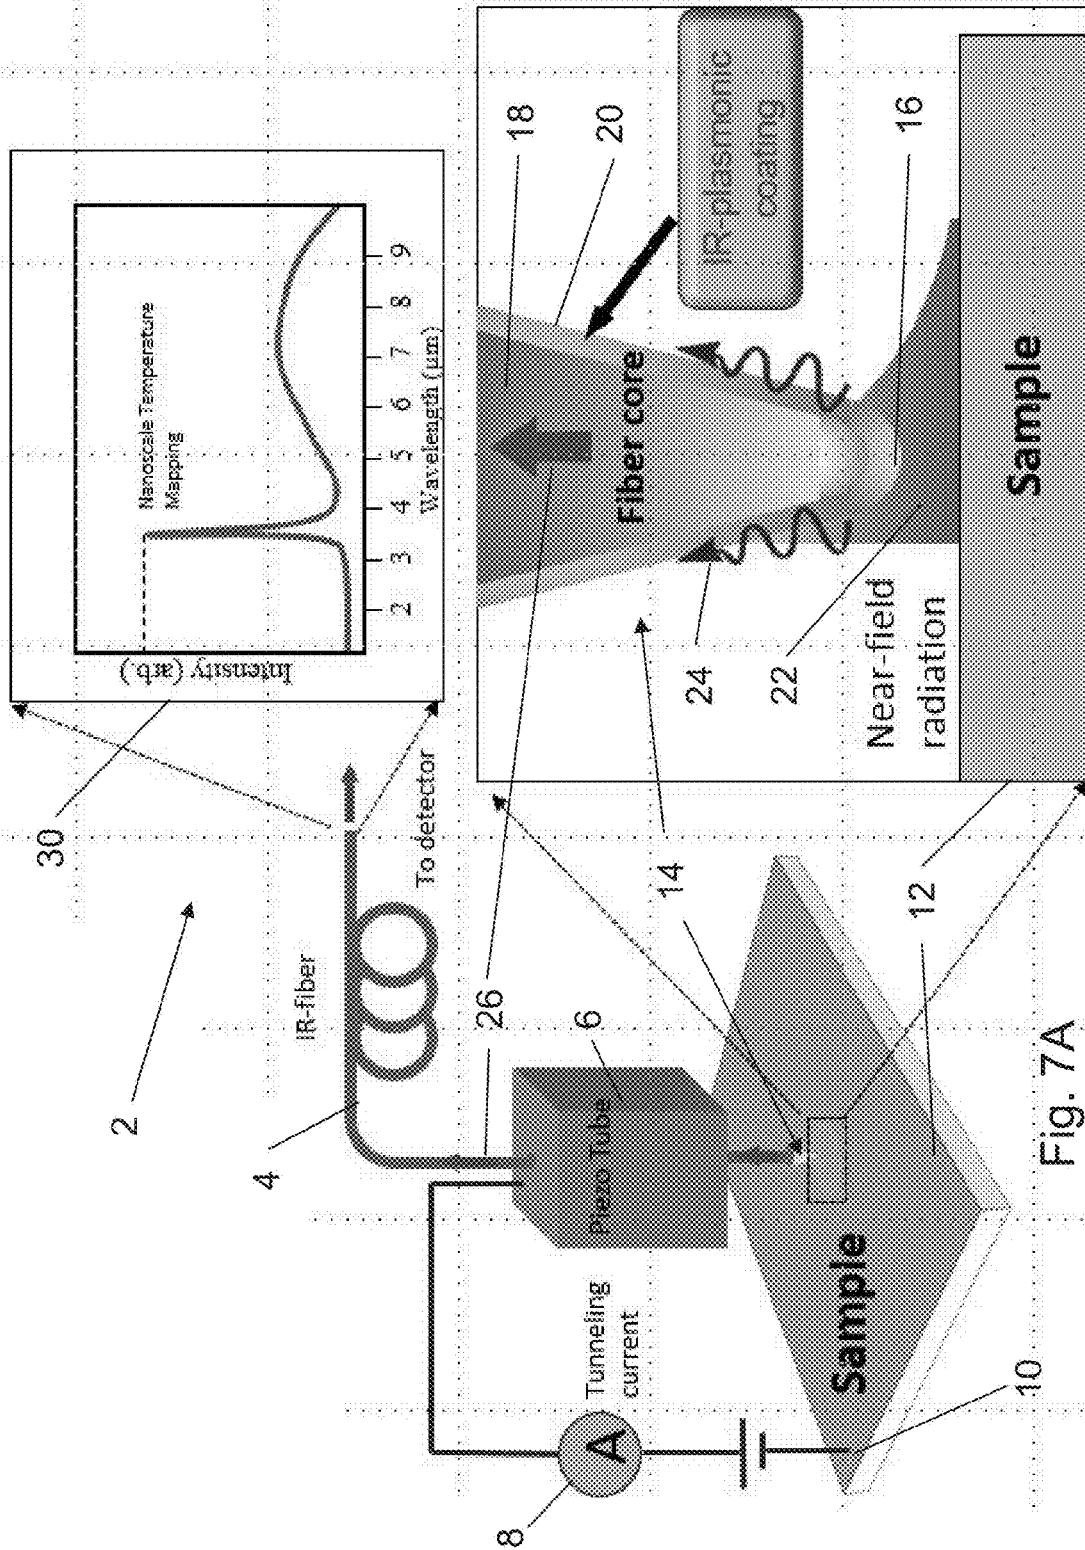 2
30
Intensity (arb.)
Nanoscale Temperature
Mapping
2
3
4
5
6
7
8
9
Wavelength (μm)
IR-fiber
To detector
4
26
Piezo Tube
6
Tunneling
current
A
8
10
Sample
12
14
18
20
Fiber core
IR-plasmonic
coating
24
22
Near-field
radiation
16
Sample
Fig. 7A